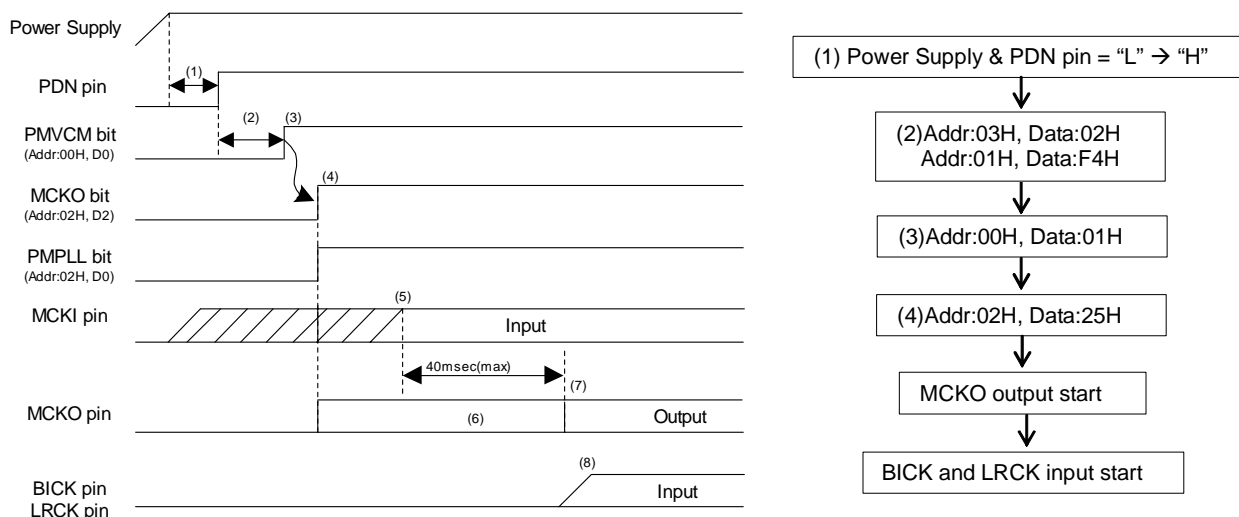 Power Supply
(1)
PDN pin
(2)
(3)
PMVCM bit
(Addr:00H, D0)
(4)
MCKO bit
(Addr:02H, D2)
PMPLL bit
(Addr:02H, D0)
(5)
MCKI pin
Input
40msec(max)
(7)
MCKO pin
(6)
Output
(8)
BICK pin
LRCK pin
Input
(1) Power Supply & PDN pin = “L” → “H”
(2)Addr:03H, Data:02H
Addr:01H, Data:F4H
(3)Addr:00H, Data:01H
(4)Addr:02H, Data:25H
MCKO output start
BICK and LRCK input start